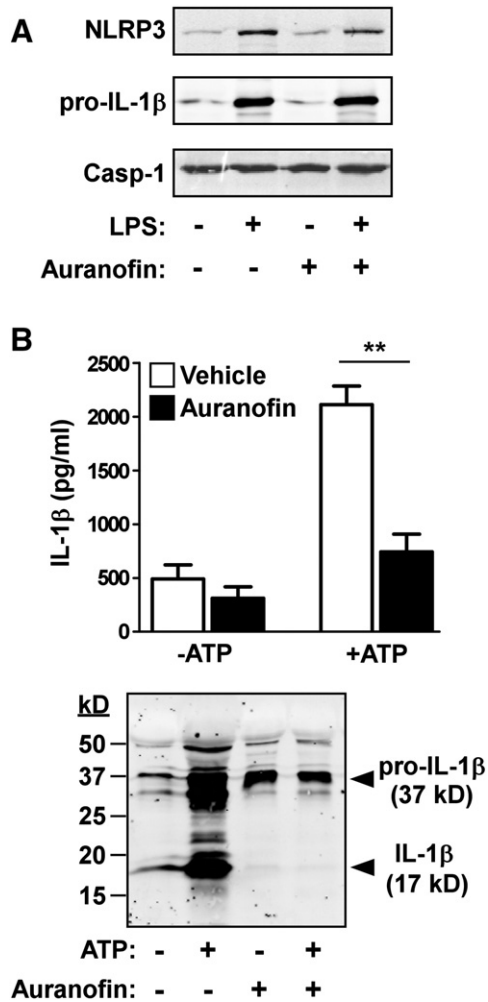 A
NLRP3
pro-IL-1β
Casp-1
LPS: - + - +
Auranofin: - - + +
B
**
2500
2000
1500
1000
500
0
IL-1β (pg/ml)
Vehicle
Auranofin
-ATP +ATP
kD
50
37
25
20
15
pro-IL-1β
(37 kD)
IL-1β
(17 kD)
ATP: - + - +
Auranofin: - - + +